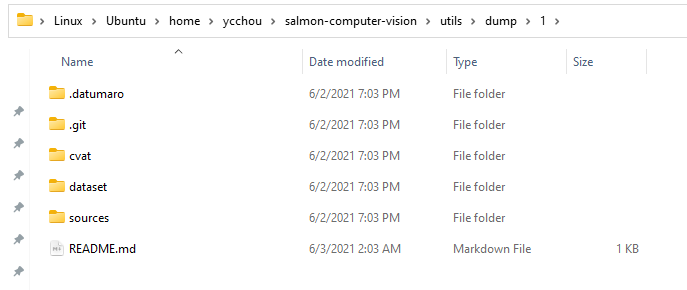 Linux > Ubuntu > home > ycchou > salmon-computer-vision > utils > dump > 1 >
Name Date modified Type Size
.datumaro 6/2/2021 7:03 PM File folder
.git 6/2/2021 7:03 PM File folder
cvat 6/2/2021 7:03 PM File folder
dataset 6/2/2021 7:03 PM File folder
sources 6/2/2021 7:03 PM File folder
README.md 6/3/2021 2:03 AM Markdown File 1 KB